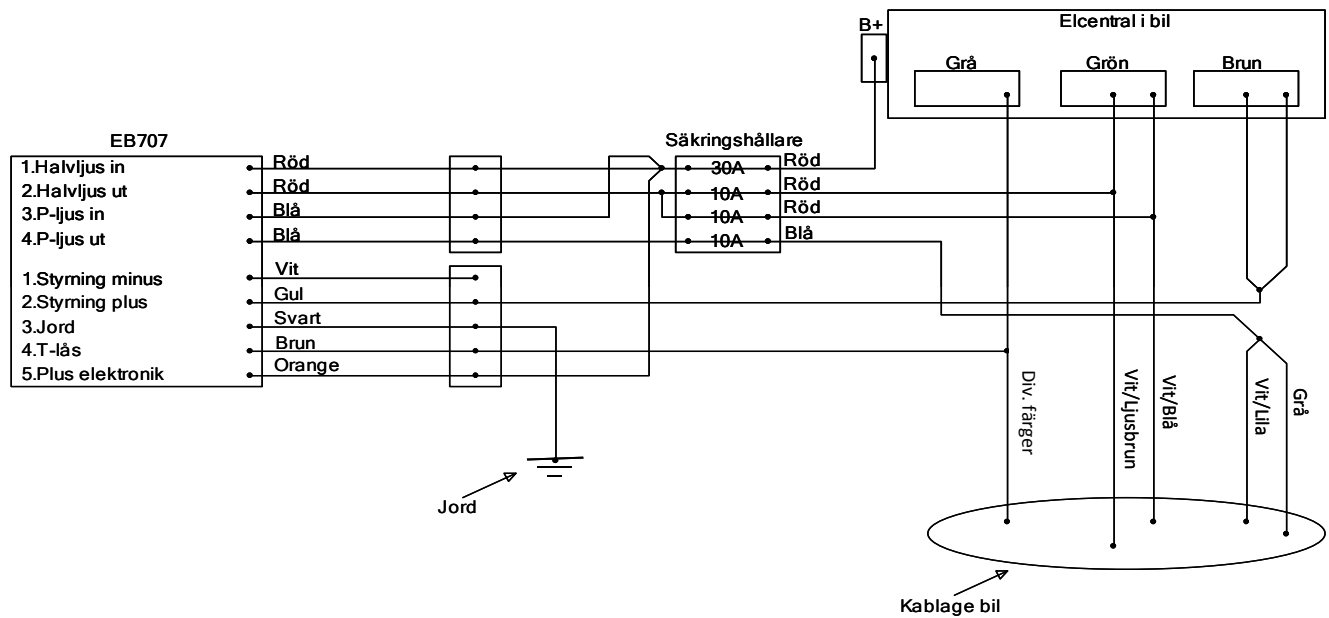 B+
Elcentral i bil
Grå
Grön
Brun
EB707
Säkringshållare
1.Halvljus in
Röd
30A
Röd
2.Halvljus ut
Röd
10A
Röd
3.P-ljus in
Blå
10A
Röd
4.P-ljus ut
Blå
10A
Blå
1.Styrning minus
Vit
2.Styrning plus
Gul
3.Jord
Svart
4.T-lås
Brun
5.Plus elektronik
Orange
Div. färger
Vit/Ljusbrun
Vit/Blå
Vit/Lila
Grå
Jord
Kablage bil